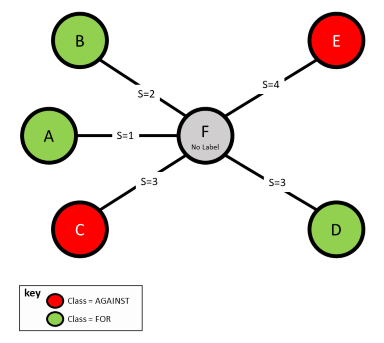 B
E
S=2
S=4
A
S=1
F
No Label
S=3
S=3
C
D
key
Class = AGAINST
Class = FOR